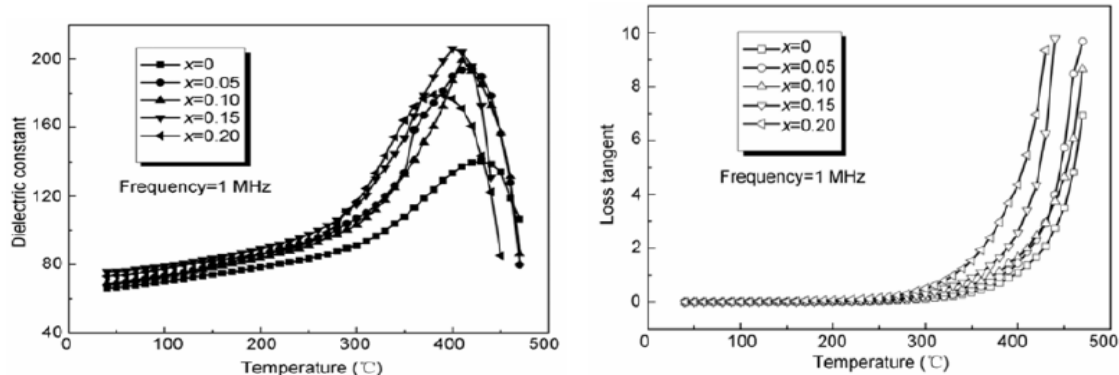 200
160
120
80
40
Dielectric constant
x=0
x=0.05
x=0.10
x=0.15
x=0.20
Frequency=1 MHz
0 100 200 300 400 500
Temperature (℃)
10
8
6
4
2
0
Loss tangent
x=0
x=0.05
x=0.10
x=0.15
x=0.20
Frequency=1 MHz
0 100 200 300 400 500
Temperature (℃)